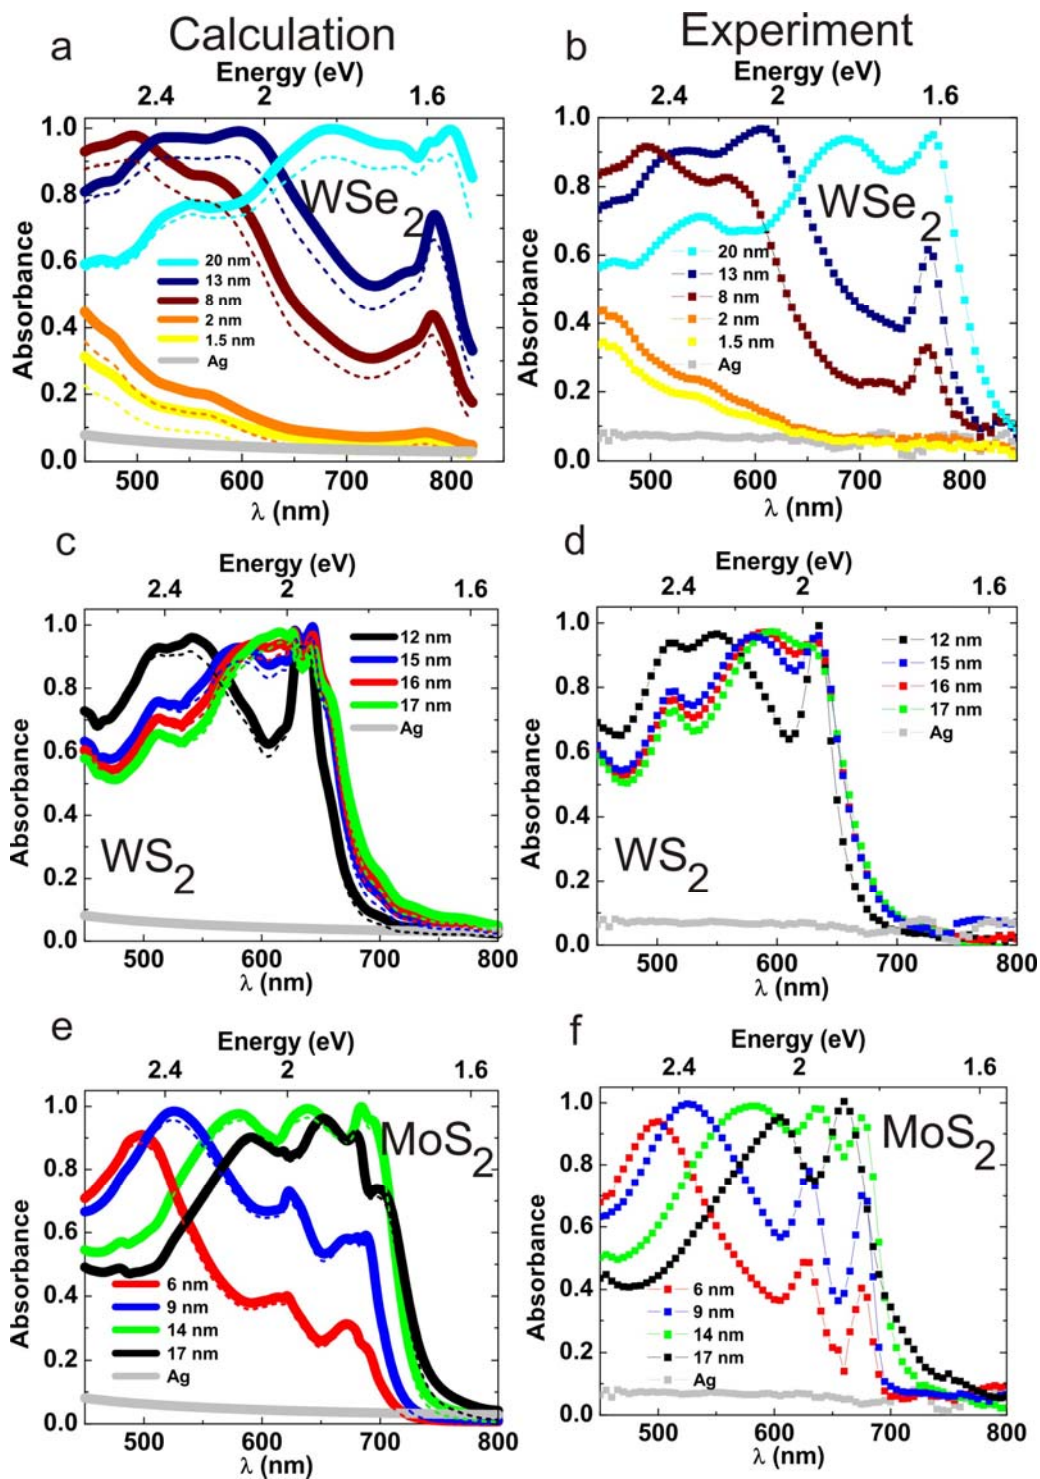 Calculation
Experiment
a
Energy (eV)
2.4 2 1.6
1.0
0.8
0.6
0.4
0.2
0.0
Absorbance
WSe2
20 nm
13 nm
8 nm
2 nm
1.5 nm
Ag
500 600 700 800
λ (nm)
b
Energy (eV)
2.4 2 1.6
1.0
0.8
0.6
0.4
0.2
0.0
Absorbance
WSe2
20 nm
13 nm
8 nm
2 nm
1.5 nm
Ag
500 600 700 800
λ (nm)
c
Energy (eV)
2.4 2 1.6
1.0
0.8
0.6
0.4
0.2
0.0
Absorbance
12 nm
15 nm
16 nm
17 nm
Ag
WS2
500 600 700 800
λ (nm)
d
Energy (eV)
2.4 2 1.6
1.0
0.8
0.6
0.4
0.2
0.0
Absorbance
12 nm
15 nm
16 nm
17 nm
Ag
WS2
500 600 700 800
λ (nm)
e
Energy (eV)
2.4 2 1.6
1.0
0.8
0.6
0.4
0.2
0.0
Absorbance
MoS2
6 nm
9 nm
14 nm
17 nm
Ag
500 600 700 800
λ (nm)
f
Energy (eV)
2.4 2 1.6
1.0
0.8
0.6
0.4
0.2
0.0
Absorbance
MoS2
6 nm
9 nm
14 nm
17 nm
Ag
500 600 700 800
λ (nm)